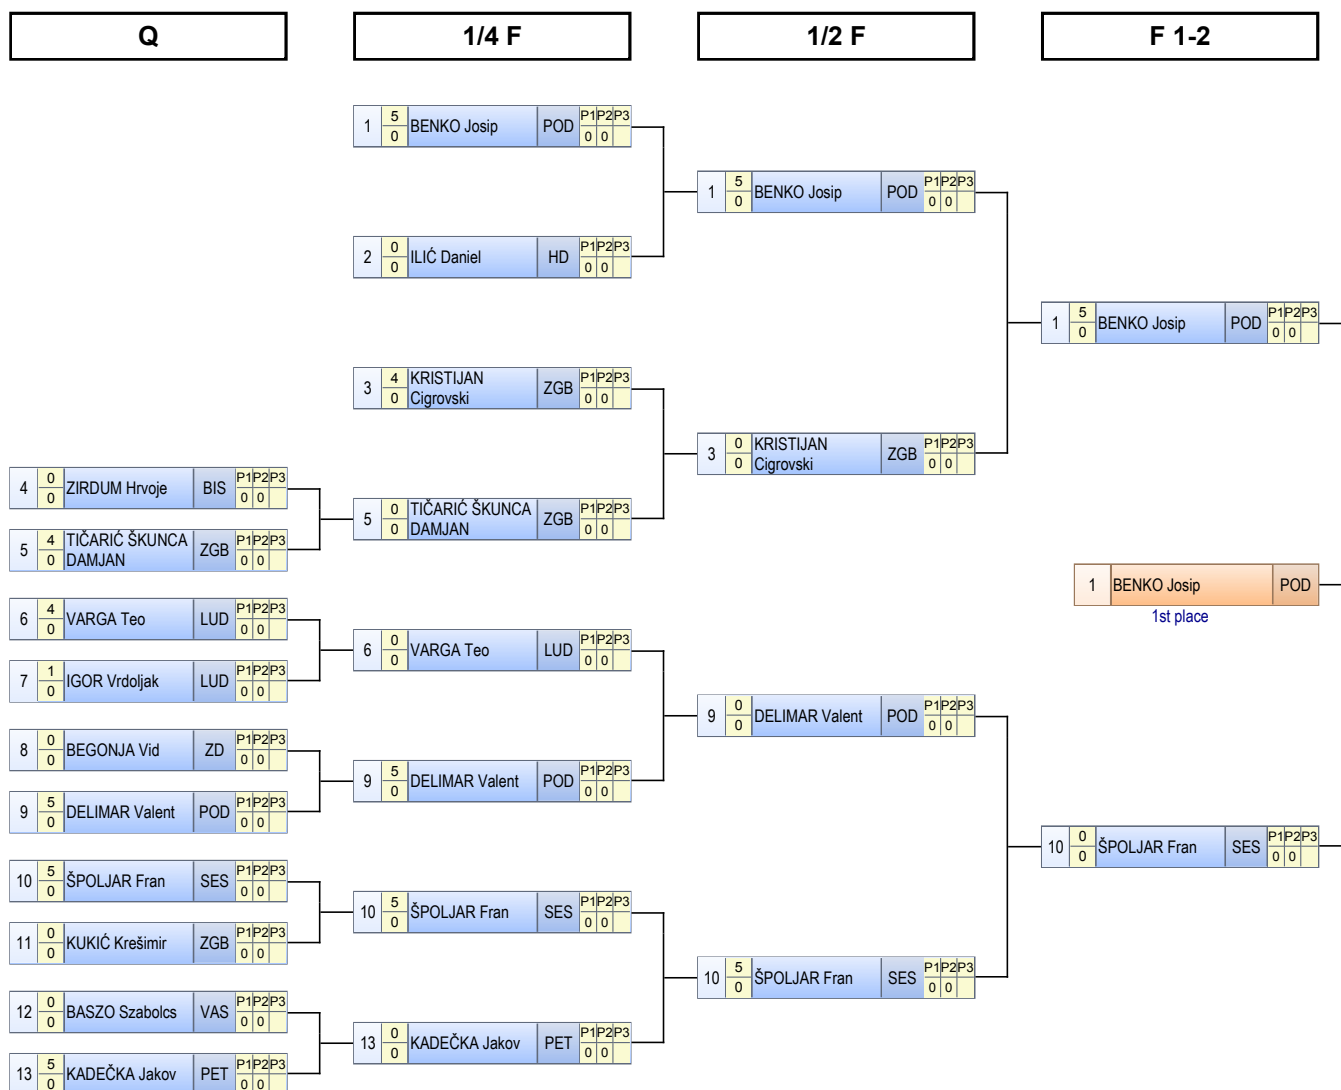 Q 1/4 F 1/2 F F 1-2
1 5 BENKO Josip POD P1 P2 P3
0 0 0
1 5 BENKO Josip POD P1 P2 P3
0 0 0
2 0 ILIĆ Daniel HD P1 P2 P3
0 0 0
1 5 BENKO Josip POD P1 P2 P3
0 0 0
3 4 KRISTIJAN ZGB P1 P2 P3
0 Cigrovski 0 0
3 0 KRISTIJAN ZGB P1 P2 P3
0 Cigrovski 0 0
4 0 ZIRDUM Hrvoje BIS P1 P2 P3
0 0 0
5 0 TIČARIĆ ŠKUNCA ZGB P1 P2 P3
0 DAMJAN 0 0
5 4 TIČARIĆ ŠKUNCA ZGB P1 P2 P3
0 DAMJAN 0 0
1 BENKO Josip POD
1st place
6 4 VARGA Teo LUD P1 P2 P3
0 0 0
6 0 VARGA Teo LUD P1 P2 P3
0 0 0
7 1 IGOR Vrdoljak LUD P1 P2 P3
0 0 0
9 0 DELIMAR Valent POD P1 P2 P3
0 0 0
8 0 BEGONJA Vid ZD P1 P2 P3
0 0 0
9 5 DELIMAR Valent POD P1 P2 P3
0 0 0
9 5 DELIMAR Valent POD P1 P2 P3
0 0 0
10 0 ŠPOLJAR Fran SES P1 P2 P3
0 0 0
10 5 ŠPOLJAR Fran SES P1 P2 P3
0 0 0
10 5 ŠPOLJAR Fran SES P1 P2 P3
0 0 0
11 0 KUKIĆ Krešimir ZGB P1 P2 P3
0 0 0
10 5 ŠPOLJAR Fran SES P1 P2 P3
0 0 0
12 0 BASZO Szabolcs VAS P1 P2 P3
0 0 0
13 0 KADEČKA Jakov PET P1 P2 P3
0 0 0
13 5 KADEČKA Jakov PET P1 P2 P3
0 0 0